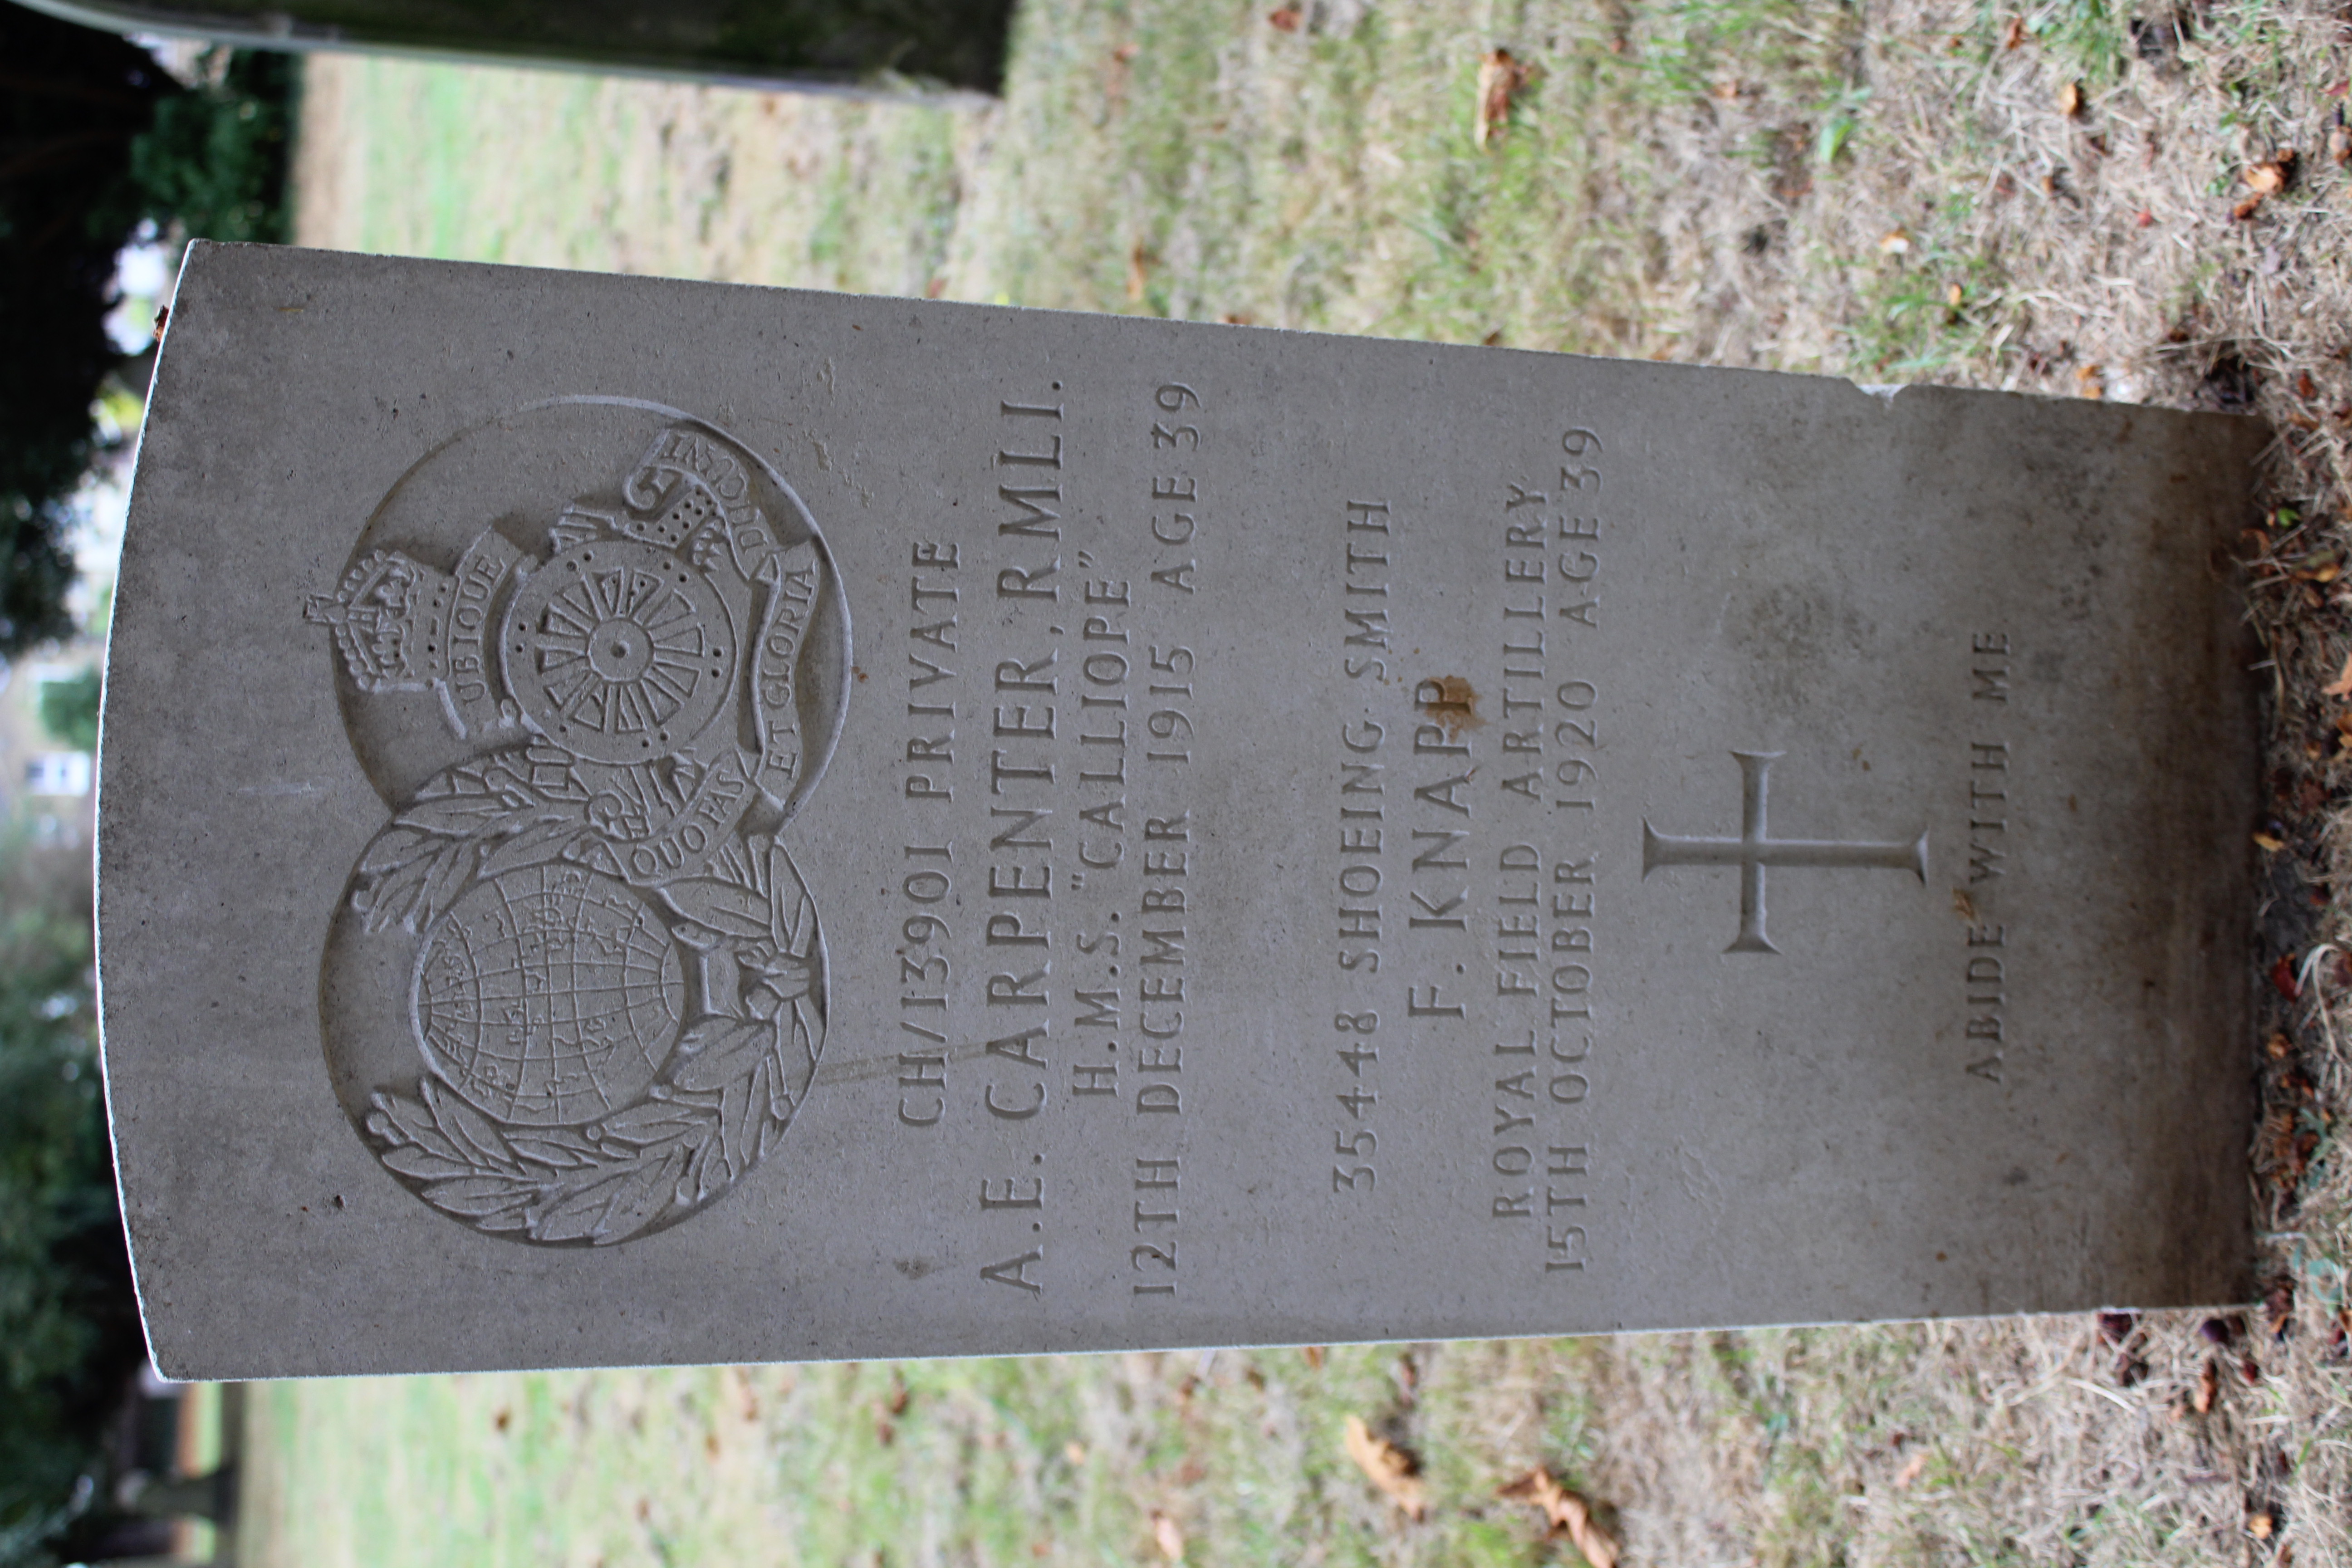 UBIQUE
QUO FAS
ET GLORIA
DUCUNT
CH/13901 PRIVATE
A.E. CARPENTER, RMLI.
H.M.S. "CALLIOPE"
12TH DECEMBER 1915 AGE 39
35448 SHOEING SMITH
F. KNAPP
ROYAL FIELD ARTILLERY
15TH OCTOBER 1920 AGE 39
ABIDE WITH ME